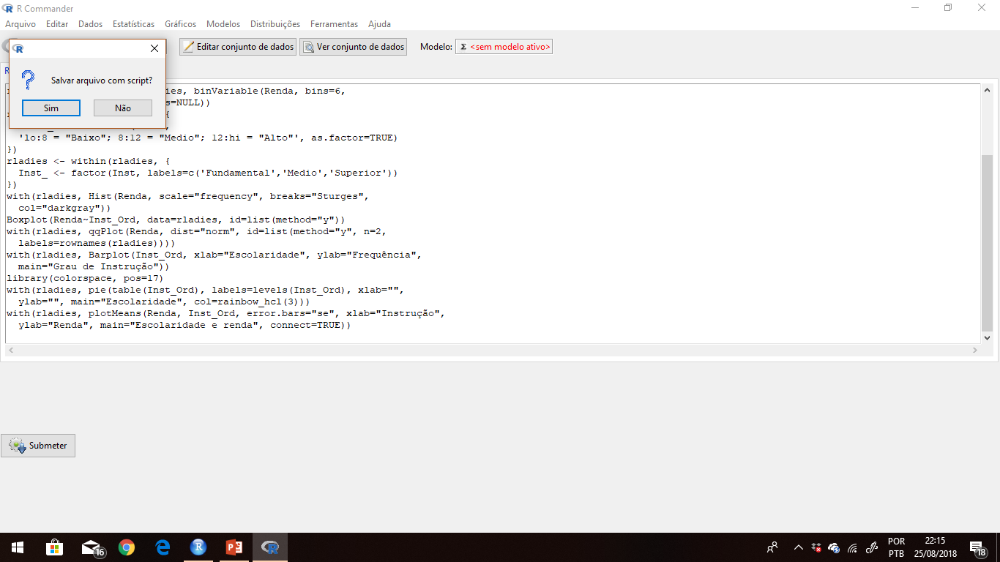 R Commander
Arquivo Editar Dados Estatísticas Gráficos Modelos Distribuições Ferramentas Ajuda
Editar conjunto de dados Ver conjunto de dados Modelo: Σ <sem modelo ativo>
Salvar arquivo com script?
Sim Não
binVariable(Renda, bins=6,
=NULL))
{
'lo:8 = "Baixo"; 8:12 = "Medio"; 12:hi = "Alto"', as.factor=TRUE)
})
rladies <- within(rladies, {
Inst_ <- factor(Inst, labels=c('Fundamental','Medio','Superior'))
})
with(rladies, Hist(Renda, scale="frequency", breaks="Sturges",
col="darkgray"))
Boxplot(Renda~Inst_Ord, data=rladies, id=list(method="y"))
with(rladies, qqPlot(Renda, dist="norm", id=list(method="y", n=2,
labels=rownames(rladies))))
with(rladies, Barplot(Inst_Ord, xlab="Escolaridade", ylab="Frequência",
main="Grau de Instrução"))
library(colorspace, pos=17)
with(rladies, pie(table(Inst_Ord), labels=levels(Inst_Ord), xlab="",
ylab="", main="Escolaridade", col=rainbow_hcl(3)))
with(rladies, plotMeans(Renda, Inst_Ord, error.bars="se", xlab="Instrução",
ylab="Renda", main="Escolaridade e renda", connect=TRUE))
Submeter
16
POR
PTB
22:15
25/08/2018
18